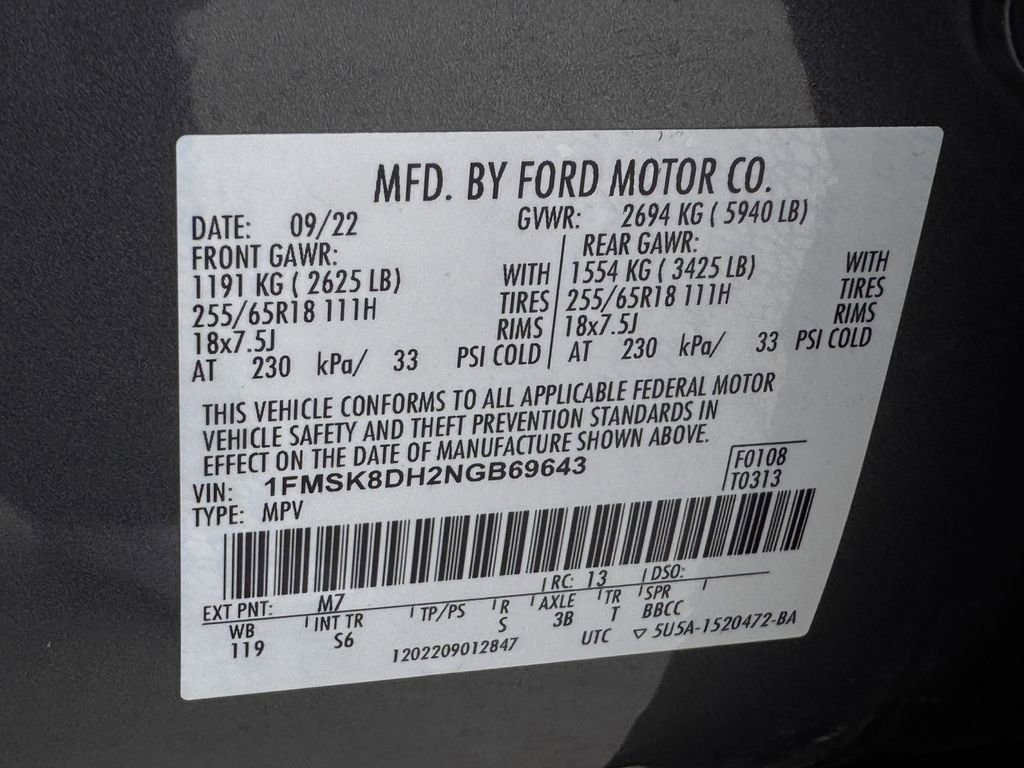 MFD. BY FORD MOTOR CO.
DATE: 09/22 GVWR: 2694 KG ( 5940 LB)
FRONT GAWR: REAR GAWR:
1191 KG ( 2625 LB) WITH 1554 KG ( 3425 LB) WITH
255/65R18 111H TIRES 255/65R18 111H TIRES
18x7.5J RIMS 18x7.5J RIMS
AT 230 kPa/ 33 PSI COLD AT 230 kPa/ 33 PSI COLD
THIS VEHICLE CONFORMS TO ALL APPLICABLE FEDERAL MOTOR
VEHICLE SAFETY AND THEFT PREVENTION STANDARDS IN
EFFECT ON THE DATE OF MANUFACTURE SHOWN ABOVE.
VIN: 1FMSK8DH2NGB69643 F0108
TYPE: MPV T0313
EXT PNT: M7 RC: 13 DSO:
WB INT TR TP/PS R AXLE TR SPR
119 S6 S 3B T BBCC
1202209012847 UTC ▽ 5U5A-1520472-BA